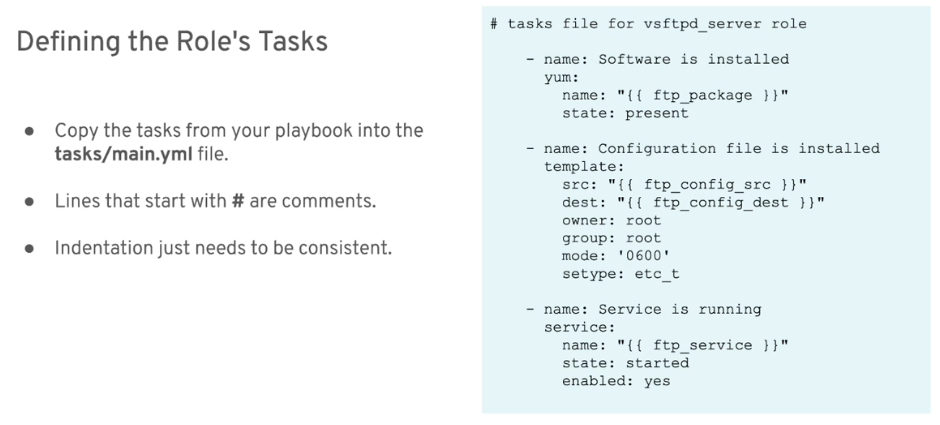 Defining the Role's Tasks
● Copy the tasks from your playbook into the
tasks/main.yml file.
● Lines that start with # are comments.
● Indentation just needs to be consistent.
# tasks file for vsftpd_server role
    - name: Software is installed
      yum:
        name: "{{ ftp_package }}"
        state: present
    - name: Configuration file is installed
      template:
        src: "{{ ftp_config_src }}"
        dest: "{{ ftp_config_dest }}"
        owner: root
        group: root
        mode: '0600'
        setype: etc_t
    - name: Service is running
      service:
        name: "{{ ftp_service }}"
        state: started
        enabled: yes